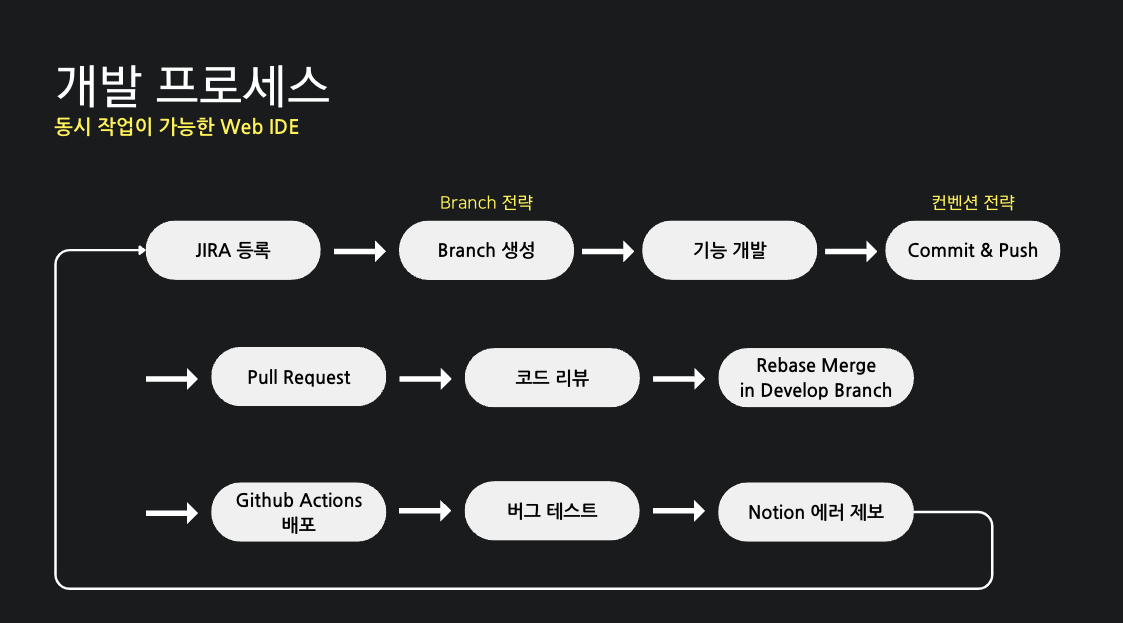 개발 프로세스
동시 작업이 가능한 Web IDE
Branch 전략
컨벤션 전략
JIRA 등록
Branch 생성
기능 개발
Commit & Push
Pull Request
코드 리뷰
Rebase Merge
in Develop Branch
Github Actions
배포
버그 테스트
Notion 에러 제보